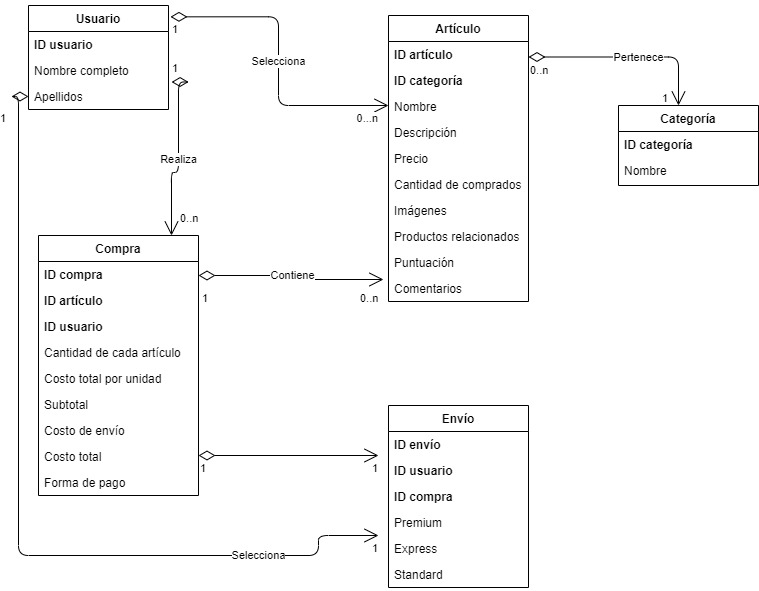 Usuario
ID usuario
Nombre completo
Apellidos
1
1
1
Selecciona
0...n
Realiza
0..n
Artículo
ID artículo
ID categoría
Nombre
Descripción
Precio
Cantidad de comprados
Imágenes
Productos relacionados
Puntuación
Comentarios
0..n
Pertenece
1
Categoría
ID categoría
Nombre
Compra
ID compra
ID artículo
ID usuario
Cantidad de cada artículo
Costo total por unidad
Subtotal
Costo de envío
Costo total
Forma de pago
Contiene
1
0..n
1
1
Envío
ID envío
ID usuario
ID compra
Premium
Express
Standard
Selecciona
1